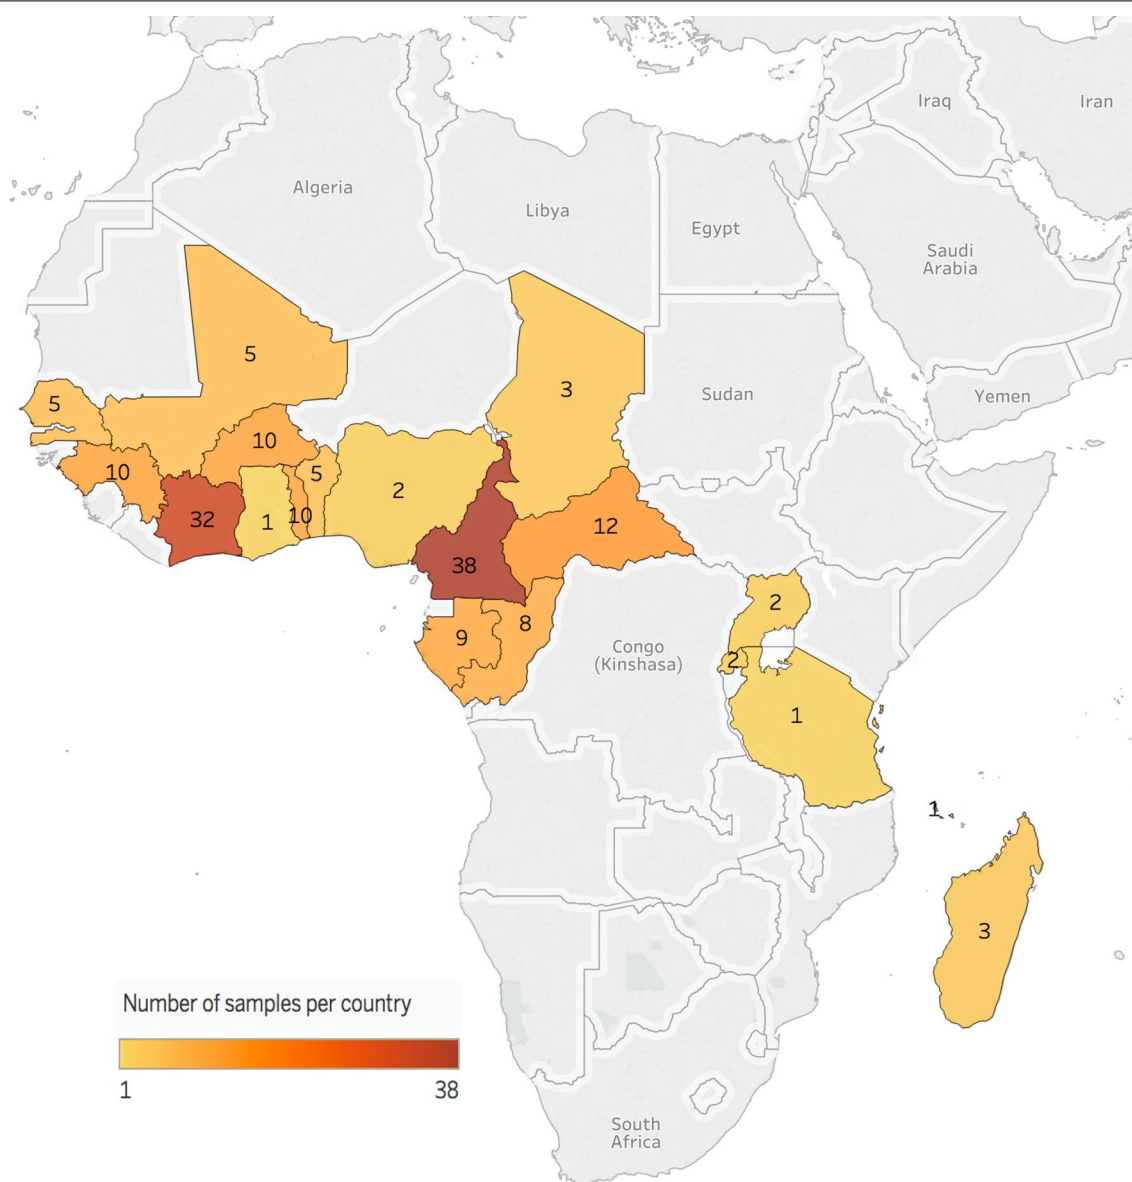 Iraq
Iran
Algeria
Libya
Egypt
Saudi
Arabia
5
3
Sudan
Yemen
5
10
10
5
2
32
1
10
12
38
2
9
8
Congo
(Kinshasa)
2
1
1
3
Number of samples per country
1
38
South
Africa